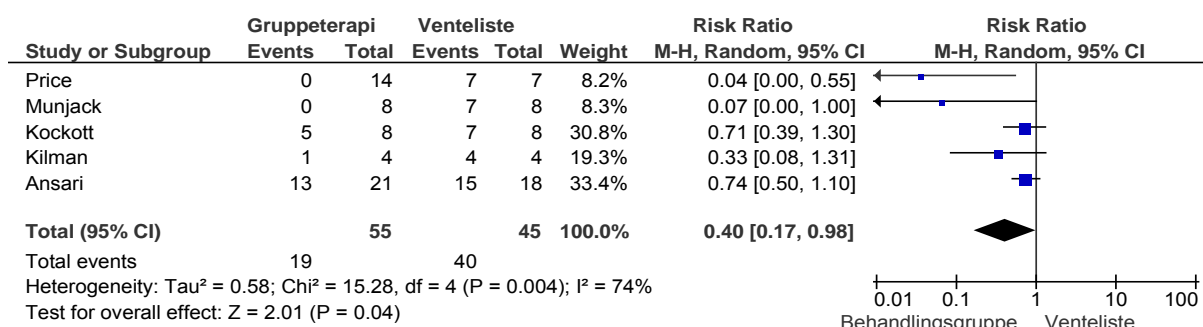 Gruppeterapi Venteliste Risk Ratio Risk Ratio
Study or Subgroup Events Total Events Total Weight M-H, Random, 95% CI M-H, Random, 95% CI
Price 0 14 7 7 8.2% 0.04 [0.00, 0.55]
Munjack 0 8 7 8 8.3% 0.07 [0.00, 1.00]
Kockott 5 8 7 8 30.8% 0.71 [0.39, 1.30]
Kilman 1 4 4 4 19.3% 0.33 [0.08, 1.31]
Ansari 13 21 15 18 33.4% 0.74 [0.50, 1.10]
Total (95% CI) 55 45 100.0% 0.40 [0.17, 0.98]
Total events 19 40
Heterogeneity: Tau² = 0.58; Chi² = 15.28, df = 4 (P = 0.004); I² = 74%
Test for overall effect: Z = 2.01 (P = 0.04)
0.01 0.1 1 10 100
Behandlingsgruppe Venteliste